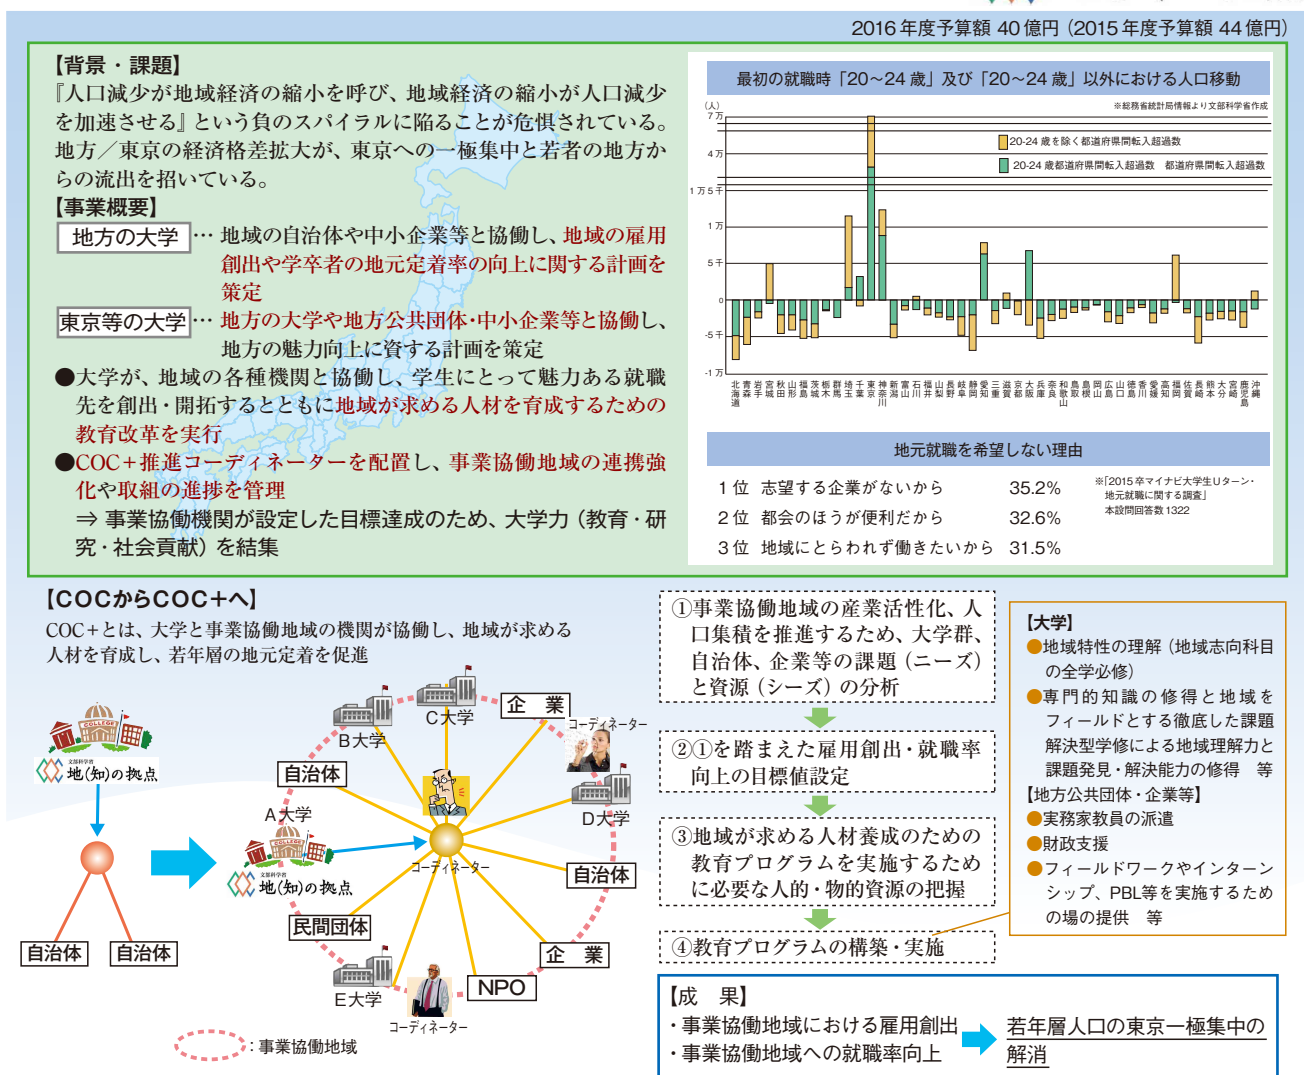 2016年度予算額 40億円（2015年度予算額 44億円）
【背景・課題】
『人口減少が地域経済の縮小を呼び、地域経済の縮小が人口減少
を加速させる』という負のスパイラルに陥ることが危惧されている。
地方／東京の経済格差拡大が、東京への一極集中と若者の地方か
らの流出を招いている。
【事業概要】
地方の大学 … 地域の自治体や中小企業等と協働し、地域の雇用
創出や学卒者の地元定着率の向上に関する計画を
策定
東京等の大学 … 地方の大学や地方公共団体・中小企業等と協働し、
地方の魅力向上に資する計画を策定
●大学が、地域の各種機関と協働し、学生にとって魅力ある就職
先を創出・開拓するとともに地域が求める人材を育成するための
教育改革を実行
●COC＋推進コーディネーターを配置し、事業協働地域の連携強
化や取組の進捗を管理
⇒ 事業協働機関が設定した目標達成のため、大学力（教育・研
究・社会貢献）を結集
最初の就職時「20～24歳」及び「20～24歳」以外における人口移動
（人）
※総務省統計局情報より文部科学省作成
7万
4万
1万5千
1万
5千
0
-5千
-1万
20-24歳を除く都道府県間転入超過数
20-24歳都道府県間転入超過数　都道府県間転入超過数
北海道 青森 岩手 宮城 秋田 山形 福島 茨城 栃木 群馬 埼玉 千葉 東京 神奈川 新潟 富山 石川 福井 山梨 長野 岐阜 静岡 愛知 三重 滋賀 京都 大阪 兵庫 奈良 和歌山 鳥取 島根 岡山 広島 山口 徳島 香川 愛媛 高知 福岡 佐賀 長崎 熊本 大分 宮崎 鹿児島 沖縄
地元就職を希望しない理由
1位 志望する企業がないから 35.2%
2位 都会のほうが便利だから 32.6%
3位 地域にとらわれず働きたいから 31.5%
※「2015卒マイナビ大学生Uターン・
地元就職に関する調査」
本設問回答数1322
【COCからCOC＋へ】
COC＋とは、大学と事業協働地域の機関が協働し、地域が求める
人材を育成し、若年層の地元定着を促進
COLLEGE
文部科学省
地(知)の拠点
自治体
自治体
A大学
COLLEGE
文部科学省
地(知)の拠点
自治体
B大学
C大学
企　業
コーディネーター
D大学
コーディネーター
自治体
企　業
NPO
コーディネーター
E大学
民間団体
：事業協働地域
①事業協働地域の産業活性化、人
口集積を推進するため、大学群、
自治体、企業等の課題（ニーズ）
と資源（シーズ）の分析
②①を踏まえた雇用創出・就職率
向上の目標値設定
③地域が求める人材養成のための
教育プログラムを実施するため
に必要な人的・物的資源の把握
④教育プログラムの構築・実施
【大学】
●地域特性の理解（地域志向科目
の全学必修）
●専門的知識の修得と地域を
フィールドとする徹底した課題
解決型学修による地域理解力と
課題発見・解決能力の修得　等
【地方公共団体・企業等】
●実務家教員の派遣
●財政支援
●フィールドワークやインターン
シップ、PBL等を実施するため
の場の提供　等
【成　果】
・事業協働地域における雇用創出
・事業協働地域への就職率向上
若年層人口の東京一極集中の
解消